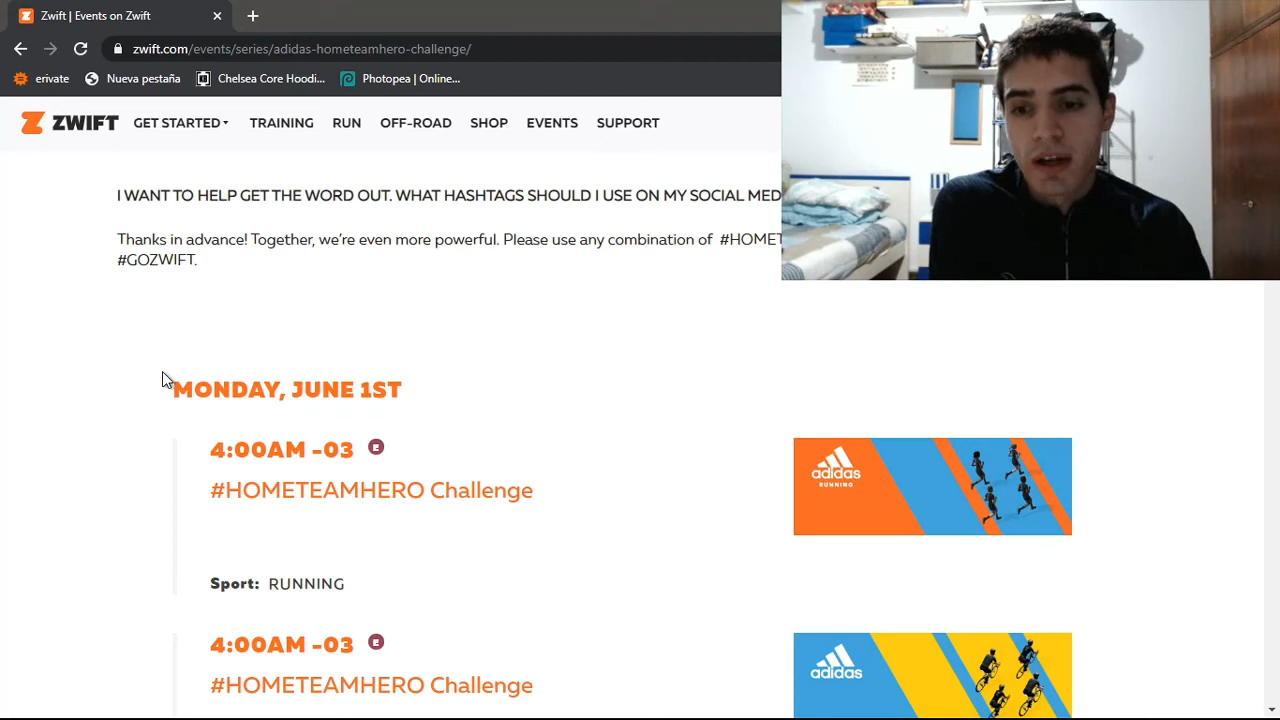 Zwift | Events on Zwift
zwift.com/events/series/adidas-hometeamhero-challenge/
erivate
Nueva pestaña
Chelsea Core Hoodi...
Photopea | Online...
ZWIFT
GET STARTED
TRAINING
RUN
OFF-ROAD
SHOP
EVENTS
SUPPORT
I WANT TO HELP GET THE WORD OUT. WHAT HASHTAGS SHOULD I USE ON MY SOCIAL MED
Thanks in advance! Together, we're even more powerful. Please use any combination of #HOMET
#GOZWIFT.
MONDAY, JUNE 1ST
4:00AM -03 E
#HOMETEAMHERO Challenge
adidas
RUNNING
Sport: RUNNING
4:00AM -03 E
#HOMETEAMHERO Challenge
adidas